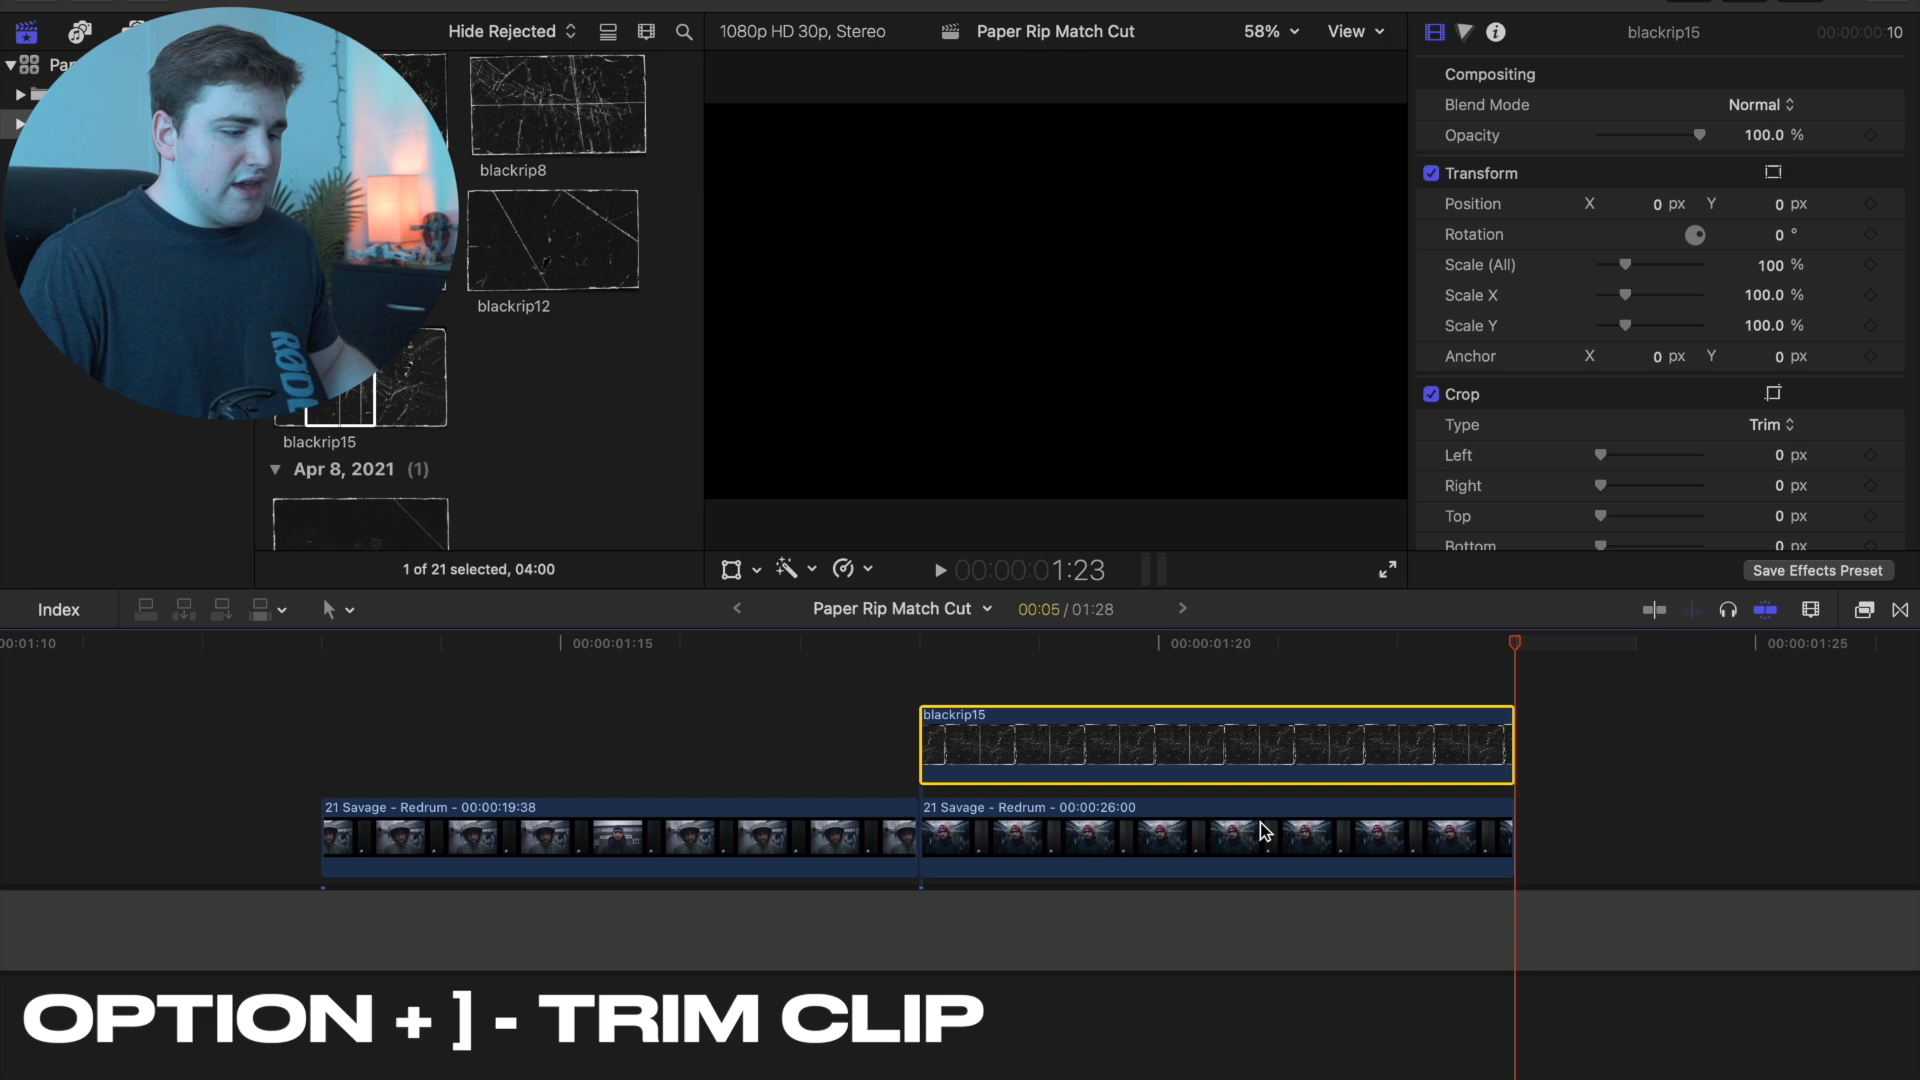 Hide Rejected
1080p HD 30p, Stereo
Paper Rip Match Cut
58%
View
blackrip15
00:00:00:10
Compositing
Blend Mode
Normal
Opacity
100.0 %
Transform
Position
X
0 px
Y
0 px
Rotation
0 °
Scale (All)
100 %
Scale X
100.0 %
Scale Y
100.0 %
Anchor
X
0 px
Y
0 px
Crop
Type
Trim
Left
0 px
Right
0 px
Top
0 px
Bottom
0 px
Save Effects Preset
blackrip8
blackrip12
RØDE
blackrip15
Apr 8, 2021 (1)
1 of 21 selected, 04:00
00:00:01:23
Index
Paper Rip Match Cut
00:05 / 01:28
00:01:10
00:00:01:15
00:00:01:20
00:00:01:25
blackrip15
21 Savage - Redrum - 00:00:19:38
21 Savage - Redrum - 00:00:26:00
OPTION + ] - TRIM CLIP